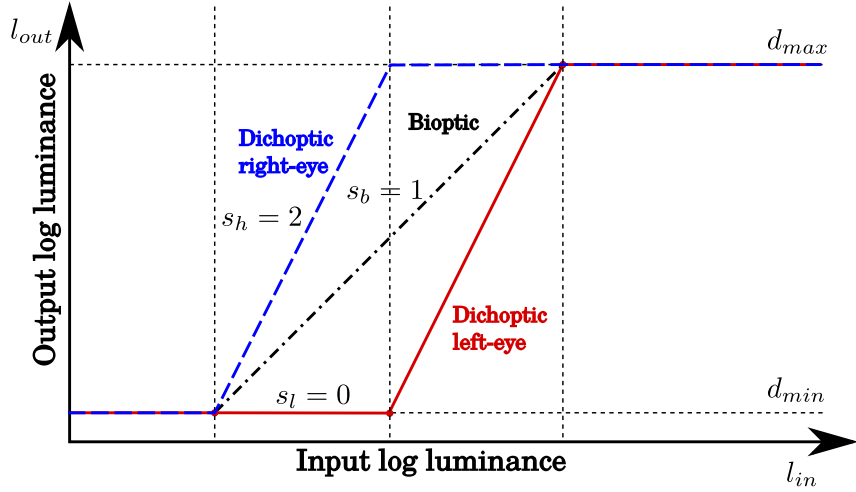 l_out
d_max
Output log luminance
Bioptic
Dichoptic
right-eye
s_b = 1
s_h = 2
Dichoptic
left-eye
s_l = 0
d_min
Input log luminance
l_in